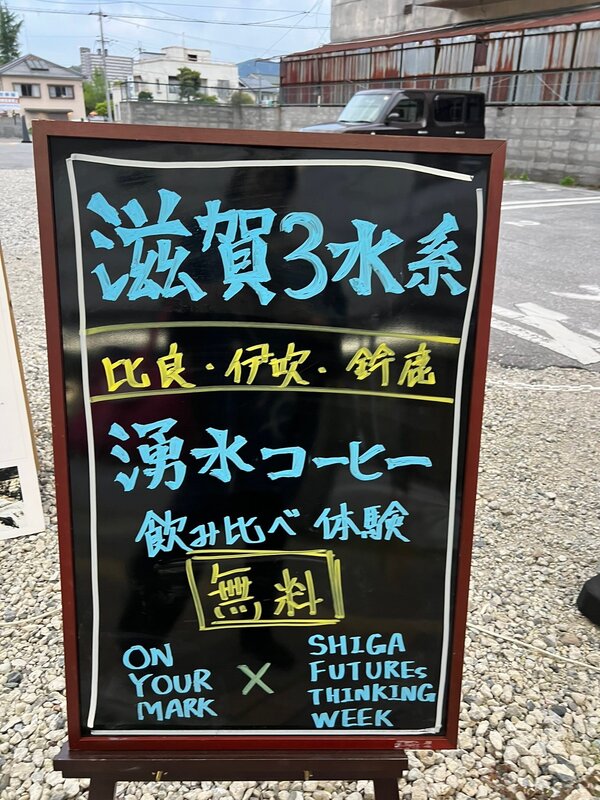 滋賀3水系
比良・伊吹・鈴鹿
湧水コーヒー
飲み比べ 体験
無料
ON YOUR MARK × SHIGA FUTUREs THINKING WEEK